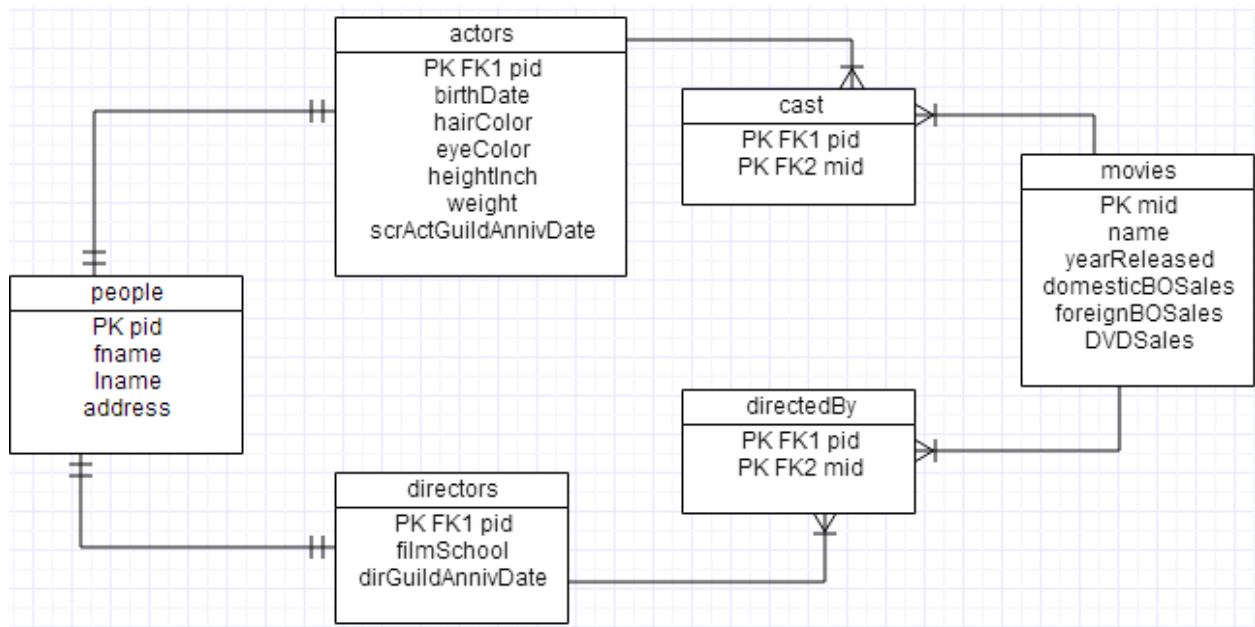 actors
PK FK1 pid
birthDate
hairColor
eyeColor
heightInch
weight
scrActGuildAnnivDate
cast
PK FK1 pid
PK FK2 mid
movies
PK mid
name
yearReleased
domesticBOSales
foreignBOSales
DVDSales
people
PK pid
fname
lname
address
directedBy
PK FK1 pid
PK FK2 mid
directors
PK FK1 pid
filmSchool
dirGuildAnnivDate